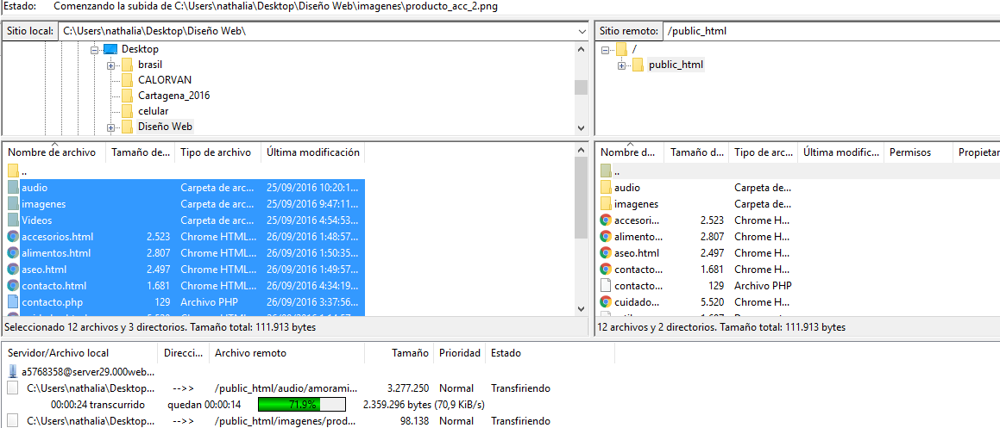 Estado: Comenzando la subida de C:\Users\nathalia\Desktop\Diseño Web\imagenes\producto_acc_2.png
Sitio local: C:\Users\nathalia\Desktop\Diseño Web\
Desktop
brasil
CALORVAN
Cartagena_2016
celular
Diseño Web
Sitio remoto: /public_html
/
public_html
Nombre de archivo Tamaño de... Tipo de archivo Última modificación
..
audio Carpeta de arc... 25/09/2016 10:20:1...
imagenes Carpeta de arc... 25/09/2016 9:47:11...
Videos Carpeta de arc... 25/09/2016 4:54:53...
accesorios.html 2.523 Chrome HTML... 26/09/2016 1:48:57...
alimentos.html 2.807 Chrome HTML... 26/09/2016 1:50:35...
aseo.html 2.497 Chrome HTML... 26/09/2016 1:49:57...
contacto.html 1.681 Chrome HTML... 26/09/2016 4:34:19...
contacto.php 129 Archivo PHP 26/09/2016 3:37:56...
Seleccionado 12 archivos y 3 directorios. Tamaño total: 111.913 bytes
Nombre d... Tamaño d... Tipo de arc... Última modific... Permisos Propietar
..
audio Carpeta de...
imagenes Carpeta de...
accesori... 2.523 Chrome H...
alimento... 2.807 Chrome H...
aseo.html 2.497 Chrome H...
contacto... 1.681 Chrome H...
contacto... 129 Archivo PHP
cuidado... 5.520 Chrome H...
12 archivos y 2 directorios. Tamaño total: 111.913 bytes
Servidor/Archivo local Direcci... Archivo remoto Tamaño Prioridad Estado
a5768358@server29.000web...
C:\Users\nathalia\Desktop... -->> /public_html/audio/amorami... 3.277.250 Normal Transfiriendo
00:00:24 transcurrido quedan 00:00:14 71.9% 2.359.296 bytes (70,9 KiB/s)
C:\Users\nathalia\Desktop... -->> /public_html/imagenes/prod... 98.138 Normal Transfiriendo